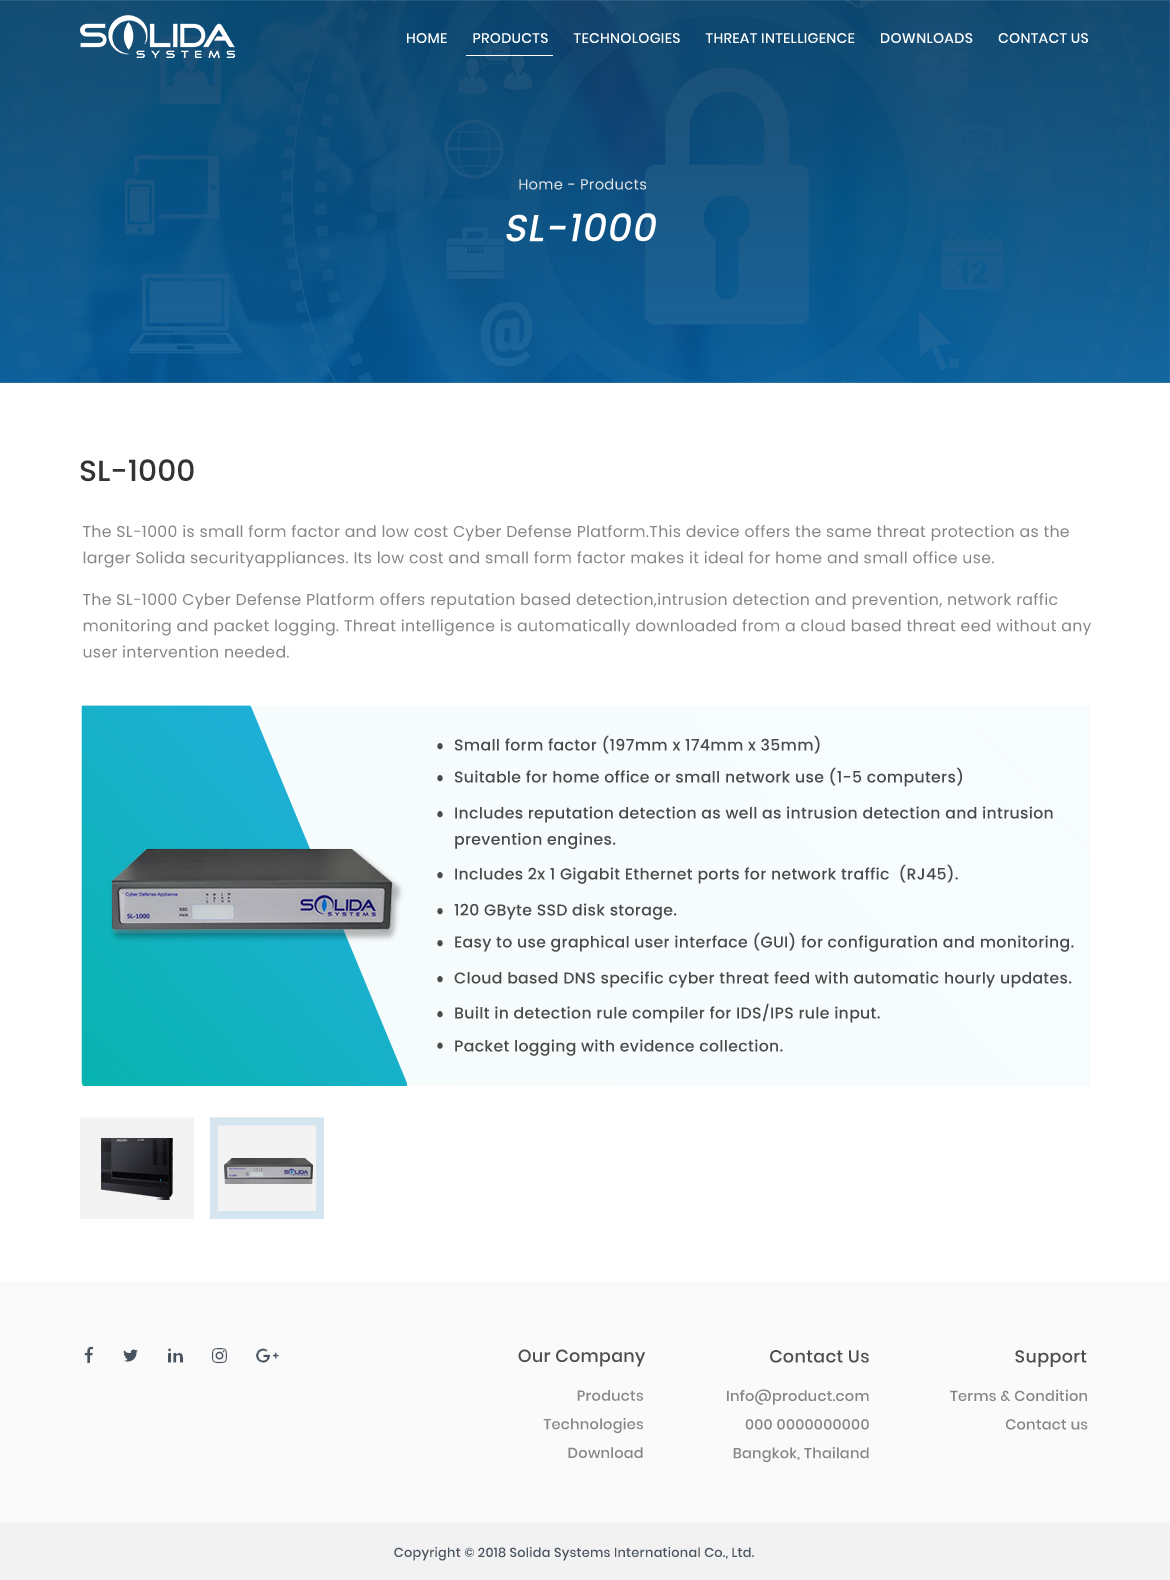 SOLIDA
SYSTEMS
HOME PRODUCTS TECHNOLOGIES THREAT INTELLIGENCE DOWNLOADS CONTACT US
Home - Products
SL-1000
12
@
SL-1000
The SL-1000 is small form factor and low cost Cyber Defense Platform.This device offers the same threat protection as the
larger Solida securityappliances. Its low cost and small form factor makes it ideal for home and small office use.
The SL-1000 Cyber Defense Platform offers reputation based detection,intrusion detection and prevention, network raffic
monitoring and packet logging. Threat intelligence is automatically downloaded from a cloud based threat eed without any
user intervention needed.
• Small form factor (197mm x 174mm x 35mm)
• Suitable for home office or small network use (1-5 computers)
• Includes reputation detection as well as intrusion detection and intrusion
prevention engines.
• Includes 2x 1 Gigabit Ethernet ports for network traffic (RJ45).
• 120 GByte SSD disk storage.
• Easy to use graphical user interface (GUI) for configuration and monitoring.
• Cloud based DNS specific cyber threat feed with automatic hourly updates.
• Built in detection rule compiler for IDS/IPS rule input.
• Packet logging with evidence collection.
Cyber Defense Appliance
SL-1000
SSD
PWR
SOLIDA
SYSTEMS
SOLIDA
Our Company
Products
Technologies
Download
Contact Us
Info@product.com
000 0000000000
Bangkok, Thailand
Support
Terms & Condition
Contact us
Copyright © 2018 Solida Systems International Co., Ltd.